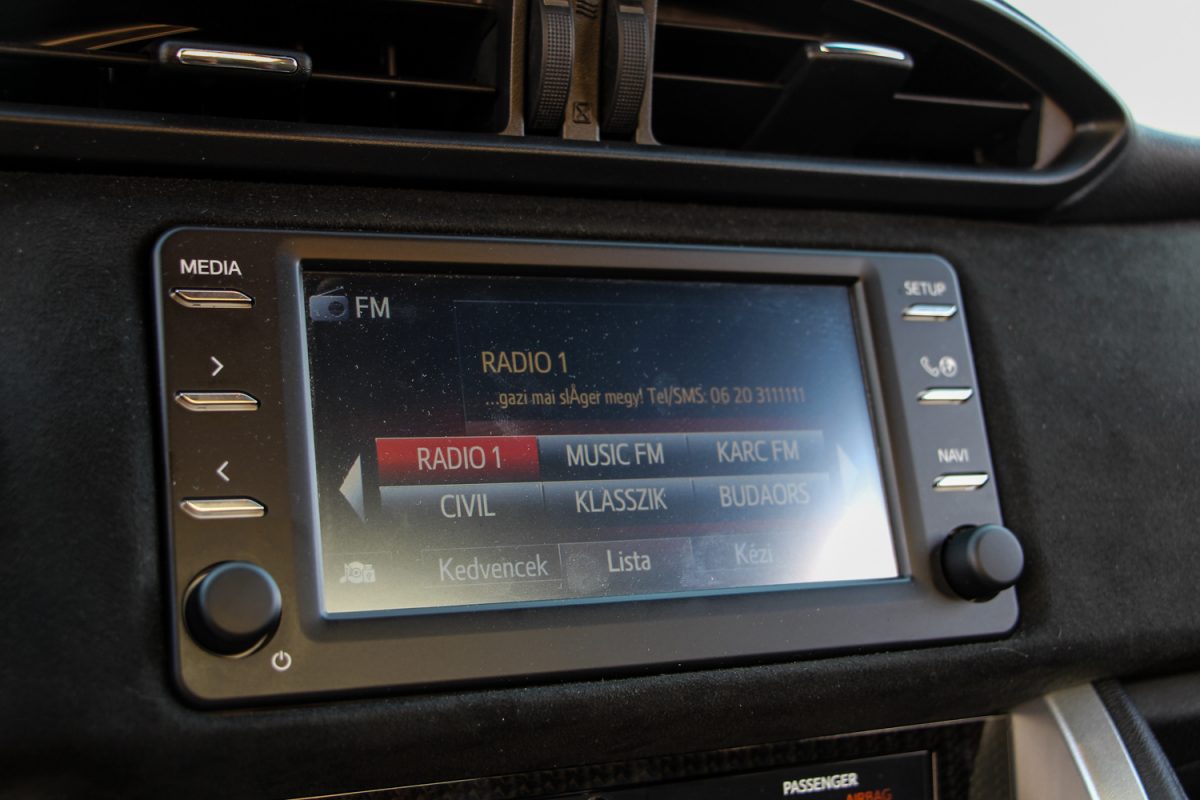 MEDIA
SETUP
FM
RADIO 1
...gazi mai slÅger megy! Tel/SMS: 06 20 3111111
NAVI
RADIO 1 MUSIC FM KARC FM
CIVIL KLASSZIK BUDAORS
Kedvencek Lista Kézi
PASSENGER
AIRBAG